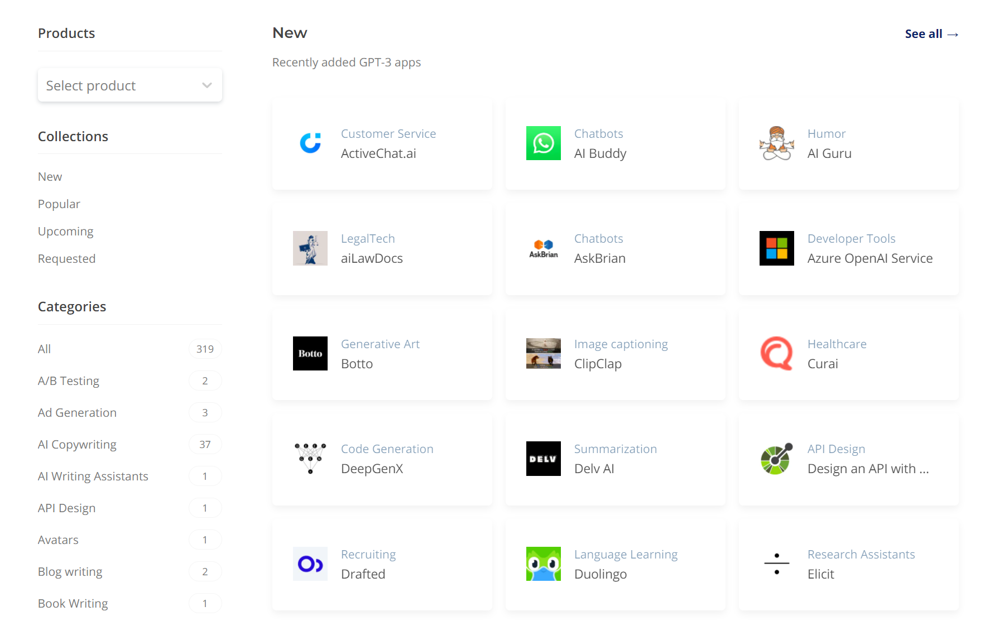 Products
Select product
Collections
New
Popular
Upcoming
Requested
Categories
All 319
A/B Testing 2
Ad Generation 3
AI Copywriting 37
AI Writing Assistants 1
API Design 1
Avatars 1
Blog writing 2
Book Writing 1
New
See all →
Recently added GPT-3 apps
Customer Service
ActiveChat.ai
Chatbots
AI Buddy
Humor
AI Guru
LegalTech
aiLawDocs
AskBrian
Chatbots
AskBrian
Developer Tools
Azure OpenAI Service
Botto
Generative Art
Botto
Image captioning
ClipClap
Healthcare
Curai
DEEP
GEN
Code Generation
DeepGenX
DELV
Summarization
Delv AI
API Design
Design an API with ...
Recruiting
Drafted
Language Learning
Duolingo
Research Assistants
Elicit